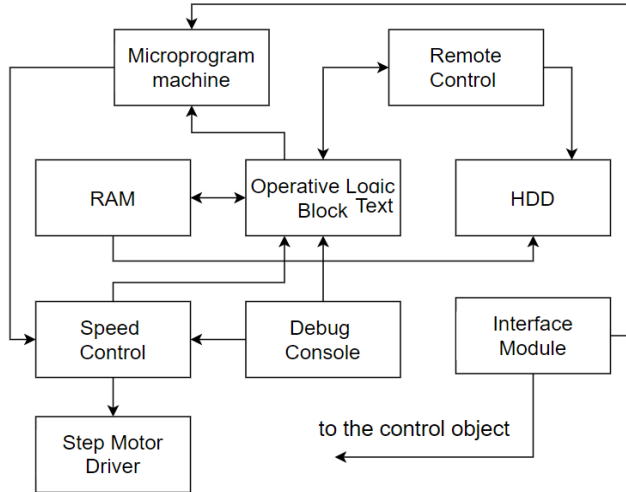 Microprogram
machine
Remote
Control
RAM
Operative Logic
Block
Text
HDD
Speed
Control
Debug
Console
Interface
Module
Step Motor
Driver
to the control object